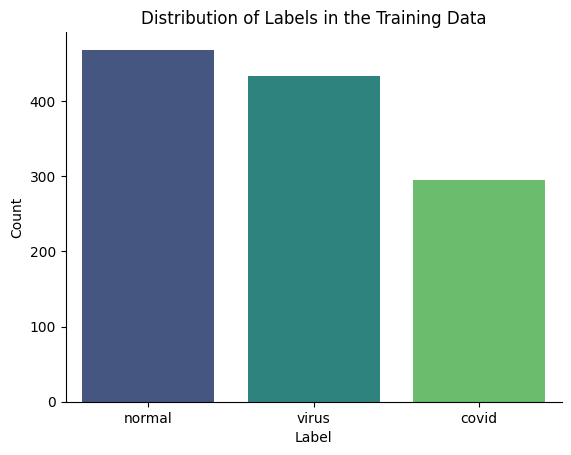 Distribution of Labels in the Training Data
400
300
200
100
0
Count
normal virus covid
Label